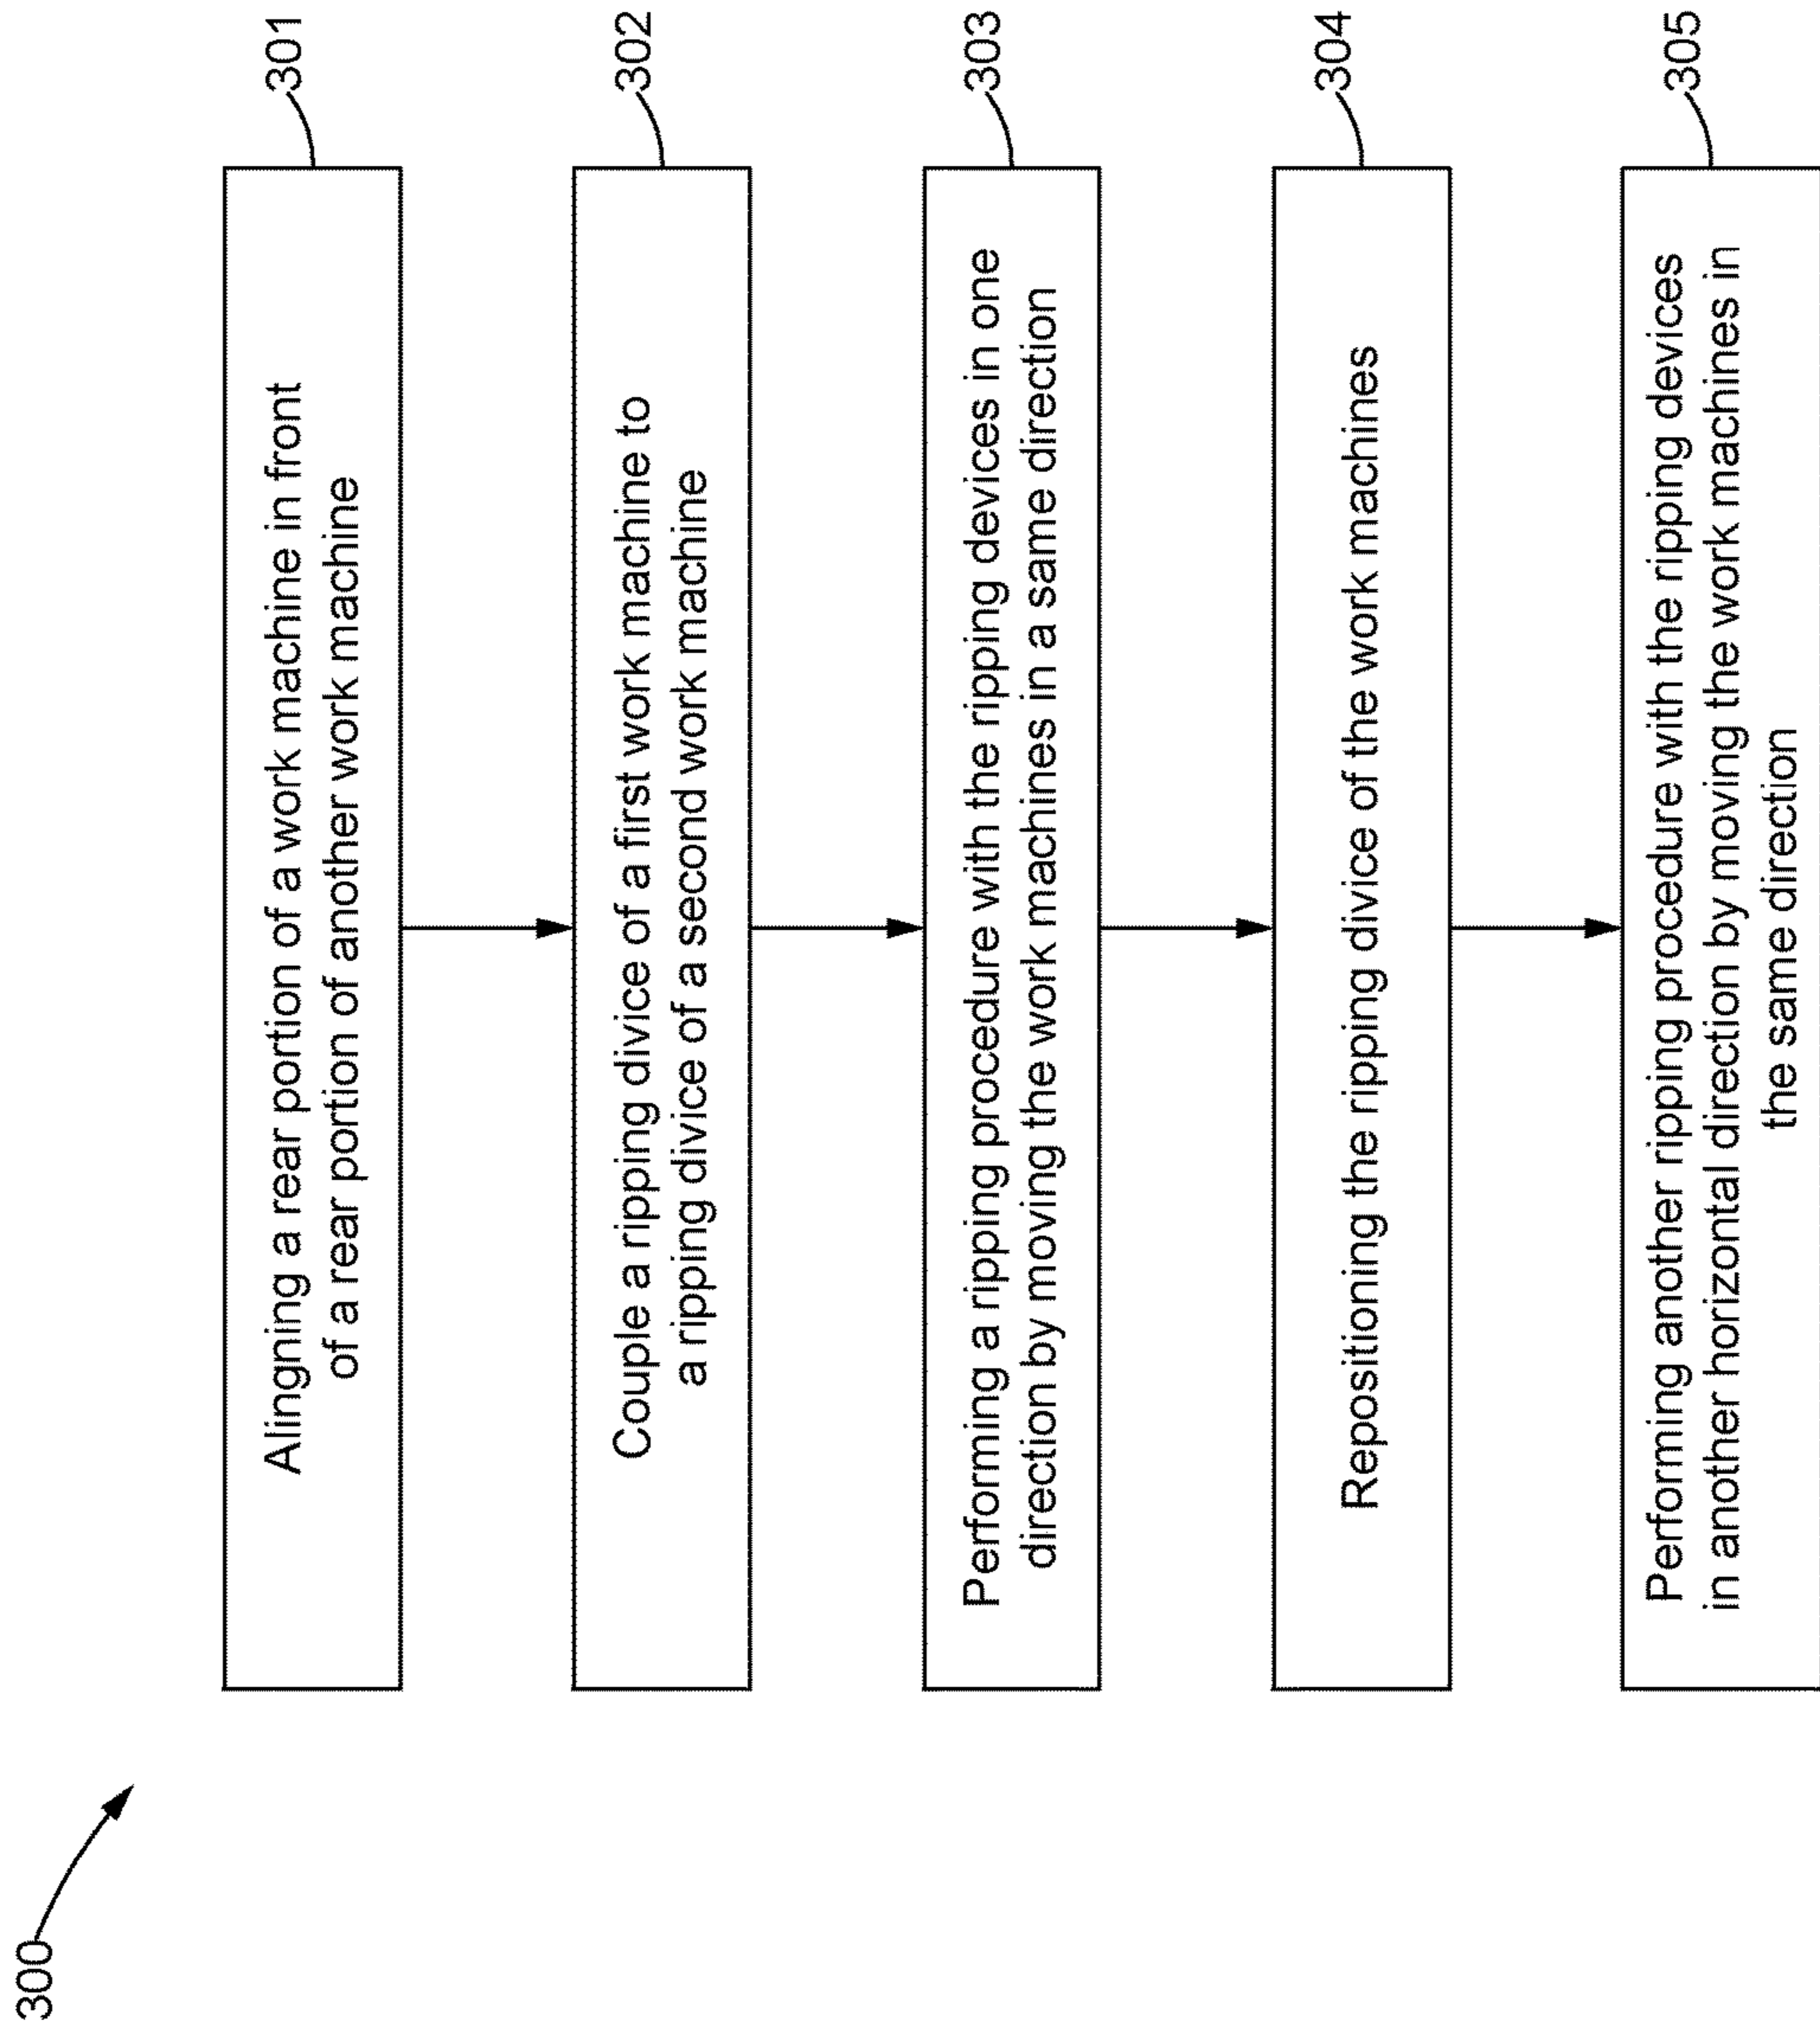 300
Alingning a rear portion of a work machine in front
of a rear portion of another work machine
301
Couple a ripping divice of a first work machine to
a ripping divice of a second work machine
302
Performing a ripping procedure with the ripping devices in one
direction by moving the work machines in a same direction
303
Repositioning the ripping divice of the work machines
304
Performing another ripping procedure with the ripping devices
in another horizontal direction by moving the work machines in
the same direction
305